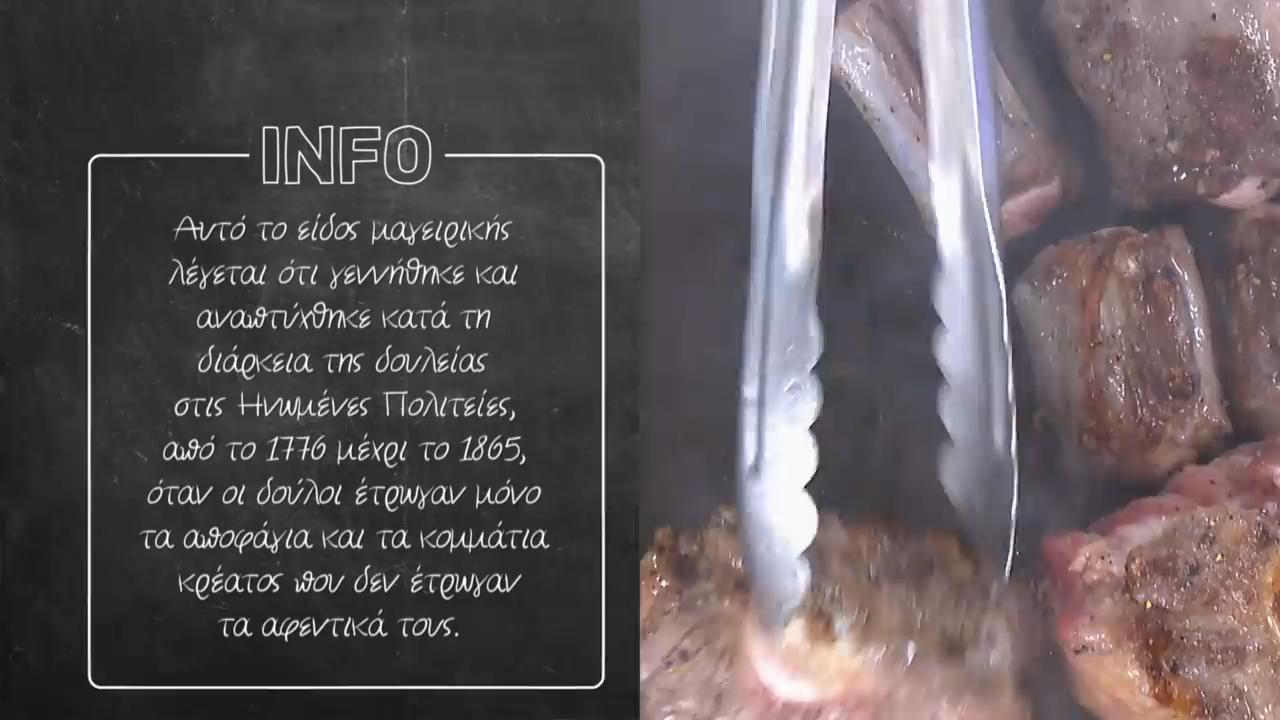 INFO
Αυτό το είδος μαγειρικής
λέγεται ότι γεννήθηκε και
αναπτύχθηκε κατά τη
διάρκεια της δουλείας
στις Ηνωμένες Πολιτείες,
από το 1776 μέχρι το 1865,
όταν οι δούλοι έτρωγαν μόνο
τα αποφάγια και τα κομμάτια
κρέατος που δεν έτρωγαν
τα αφεντικά τους.